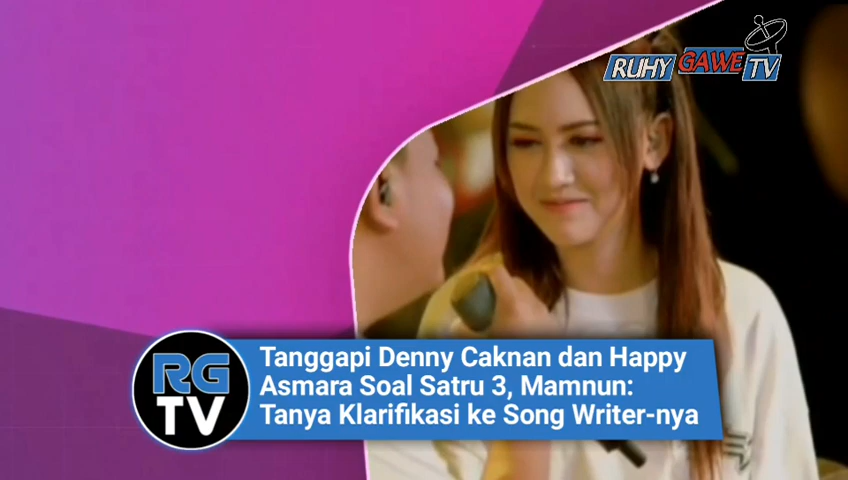 RUHY GAWE TV
RG
TV
Tanggapi Denny Caknan dan Happy
Asmara Soal Satru 3, Mamnun:
Tanya Klarifikasi ke Song Writer-nya